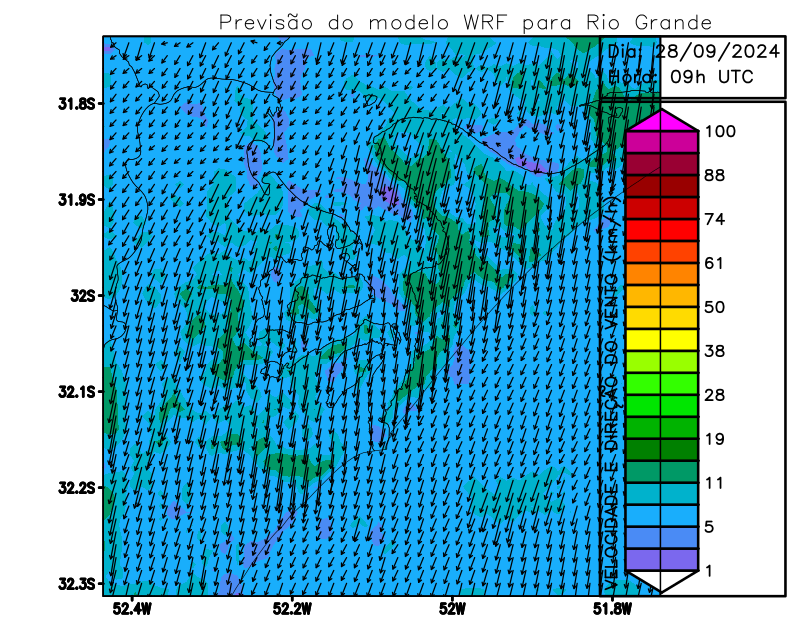 Previsão do modelo WRF para Rio Grande
Dia: 28/09/2024
Hora: 09h UTC
31.8S
31.9S
32S
32.1S
32.2S
32.3S
52.4W
52.2W
52W
51.8W
VELOCIDADE E DIREÇÃO DO VENTO (km/h)
100
88
74
61
50
38
28
19
11
5
1